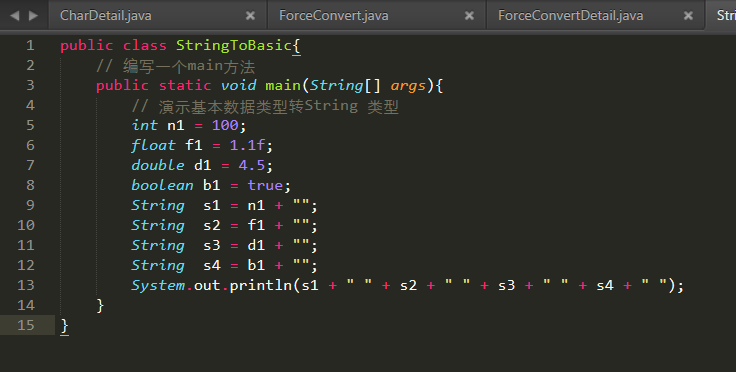 CharDetail.java × ForceConvert.java × ForceConvertDetail.java × Stri
1 public class StringToBasic{
2 // 编写一个main方法
3 public static void main(String[] args){
4 // 演示基本数据类型转String 类型
5 int n1 = 100;
6 float f1 = 1.1f;
7 double d1 = 4.5;
8 boolean b1 = true;
9 String  s1 = n1 + "";
10 String  s2 = f1 + "";
11 String  s3 = d1 + "";
12 String  s4 = b1 + "";
13 System.out.println(s1 + " " + s2 + " " + s3 + " " + s4 + " ");
14 }
15 }